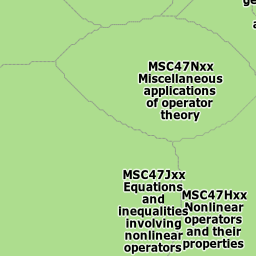 ge
MSC47Nxx
Miscellaneous
applications
of operator
theory
MSC47Jxx
Equations
and
inequalities
involving
nonlinear
operators
MSC47Hxx
Nonlinear
operators
and their
properties